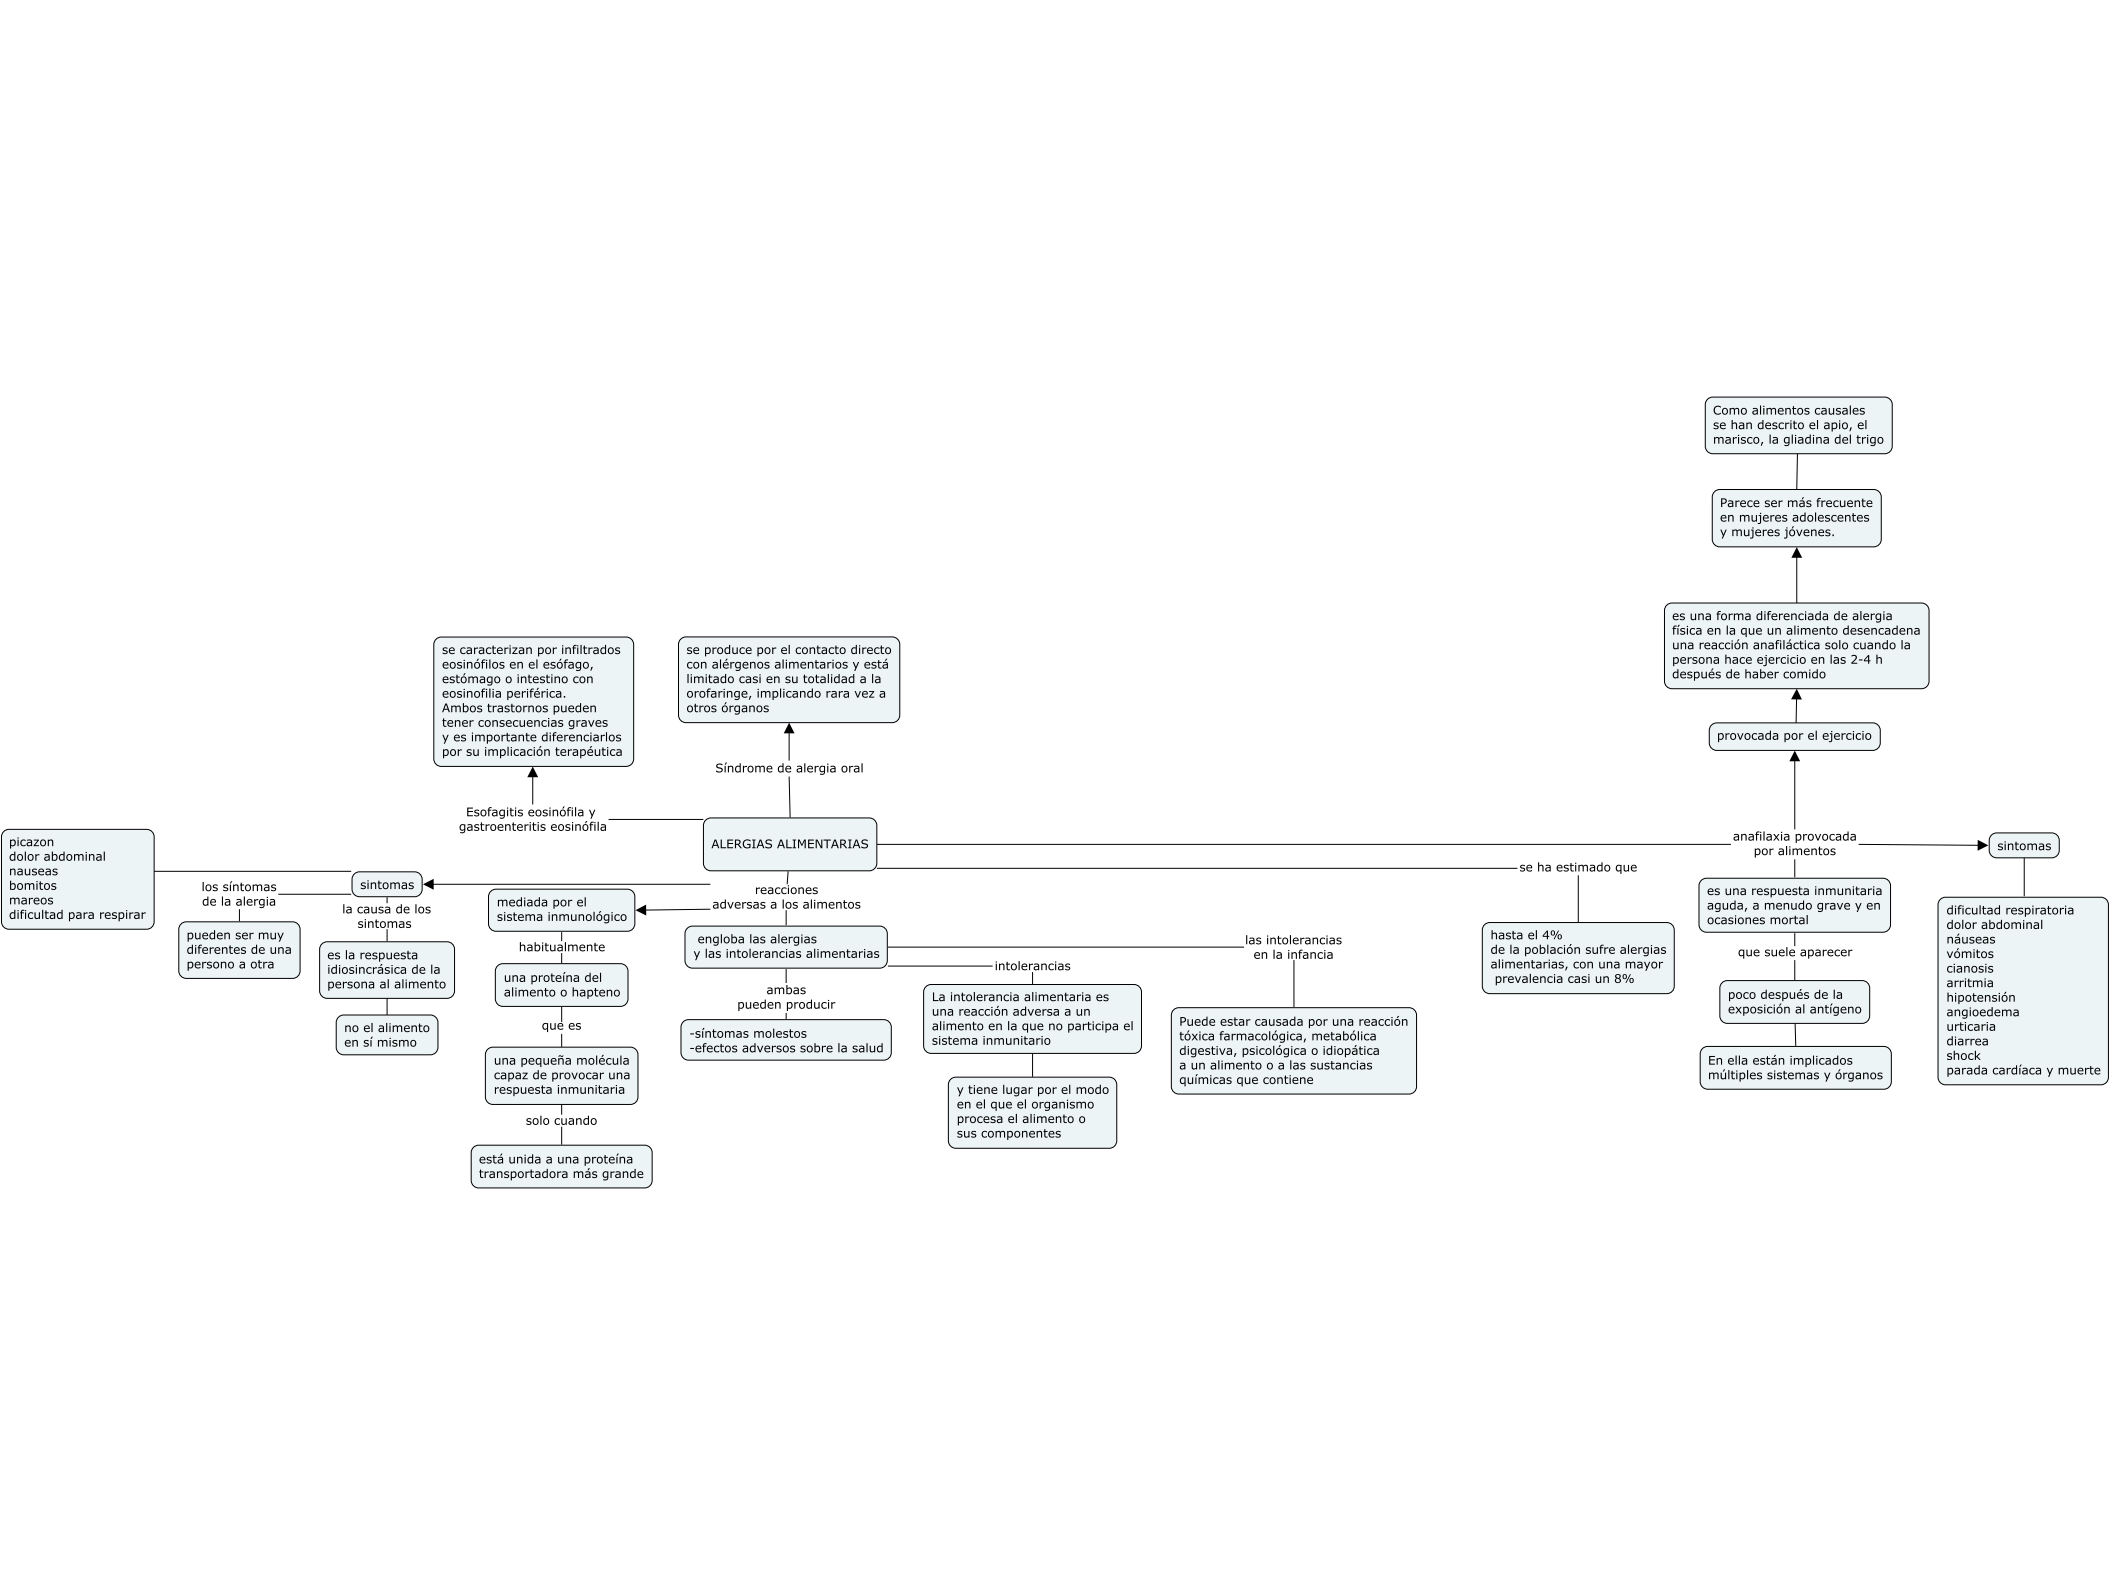 Como alimentos causales
se han descrito el apio, el
marisco, la gliadina del trigo
Parece ser más frecuente
en mujeres adolescentes
y mujeres jóvenes.
es una forma diferenciada de alergia
física en la que un alimento desencadena
una reacción anafiláctica solo cuando la
persona hace ejercicio en las 2-4 h
después de haber comido
provocada por el ejercicio
se caracterizan por infiltrados
eosinófilos en el esófago,
estómago o intestino con
eosinofilia periférica.
Ambos trastornos pueden
tener consecuencias graves
y es importante diferenciarlos
por su implicación terapéutica
se produce por el contacto directo
con alérgenos alimentarios y está
limitado casi en su totalidad a la
orofaringe, implicando rara vez a
otros órganos
Síndrome de alergia oral
Esofagitis eosinófila y
gastroenteritis eosinófila
ALERGIAS ALIMENTARIAS
anafilaxia provocada
por alimentos
sintomas
se ha estimado que
picazon
dolor abdominal
nauseas
bomitos
mareos
dificultad para respirar
los síntomas
de la alergia
pueden ser muy
diferentes de una
persono a otra
sintomas
la causa de los
sintomas
es la respuesta
idiosincrásica de la
persona al alimento
no el alimento
en sí mismo
mediada por el
sistema inmunológico
habitualmente
una proteína del
alimento o hapteno
que es
una pequeña molécula
capaz de provocar una
respuesta inmunitaria
solo cuando
está unida a una proteína
transportadora más grande
reacciones
adversas a los alimentos
engloba las alergias
y las intolerancias alimentarias
ambas
pueden producir
-síntomas molestos
-efectos adversos sobre la salud
intolerancias
La intolerancia alimentaria es
una reacción adversa a un
alimento en la que no participa el
sistema inmunitario
y tiene lugar por el modo
en el que el organismo
procesa el alimento o
sus componentes
las intolerancias
en la infancia
Puede estar causada por una reacción
tóxica farmacológica, metabólica
digestiva, psicológica o idiopática
a un alimento o a las sustancias
químicas que contiene
hasta el 4%
de la población sufre alergias
alimentarias, con una mayor
prevalencia casi un 8%
es una respuesta inmunitaria
aguda, a menudo grave y en
ocasiones mortal
que suele aparecer
poco después de la
exposición al antígeno
En ella están implicados
múltiples sistemas y órganos
dificultad respiratoria
dolor abdominal
náuseas
vómitos
cianosis
arritmia
hipotensión
angioedema
urticaria
diarrea
shock
parada cardíaca y muerte